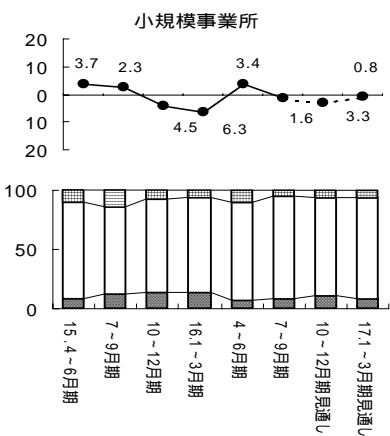 小規模事業所
20
10
0
10
20
3.7
2.3
4.5
6.3
3.4
1.6
3.3
0.8
100
50
0
15.4～6月期
7～9月期
10～12月期
16.1～3月期
4～6月期
7～9月期
10～12月期見通し
17.1～3月期見通し